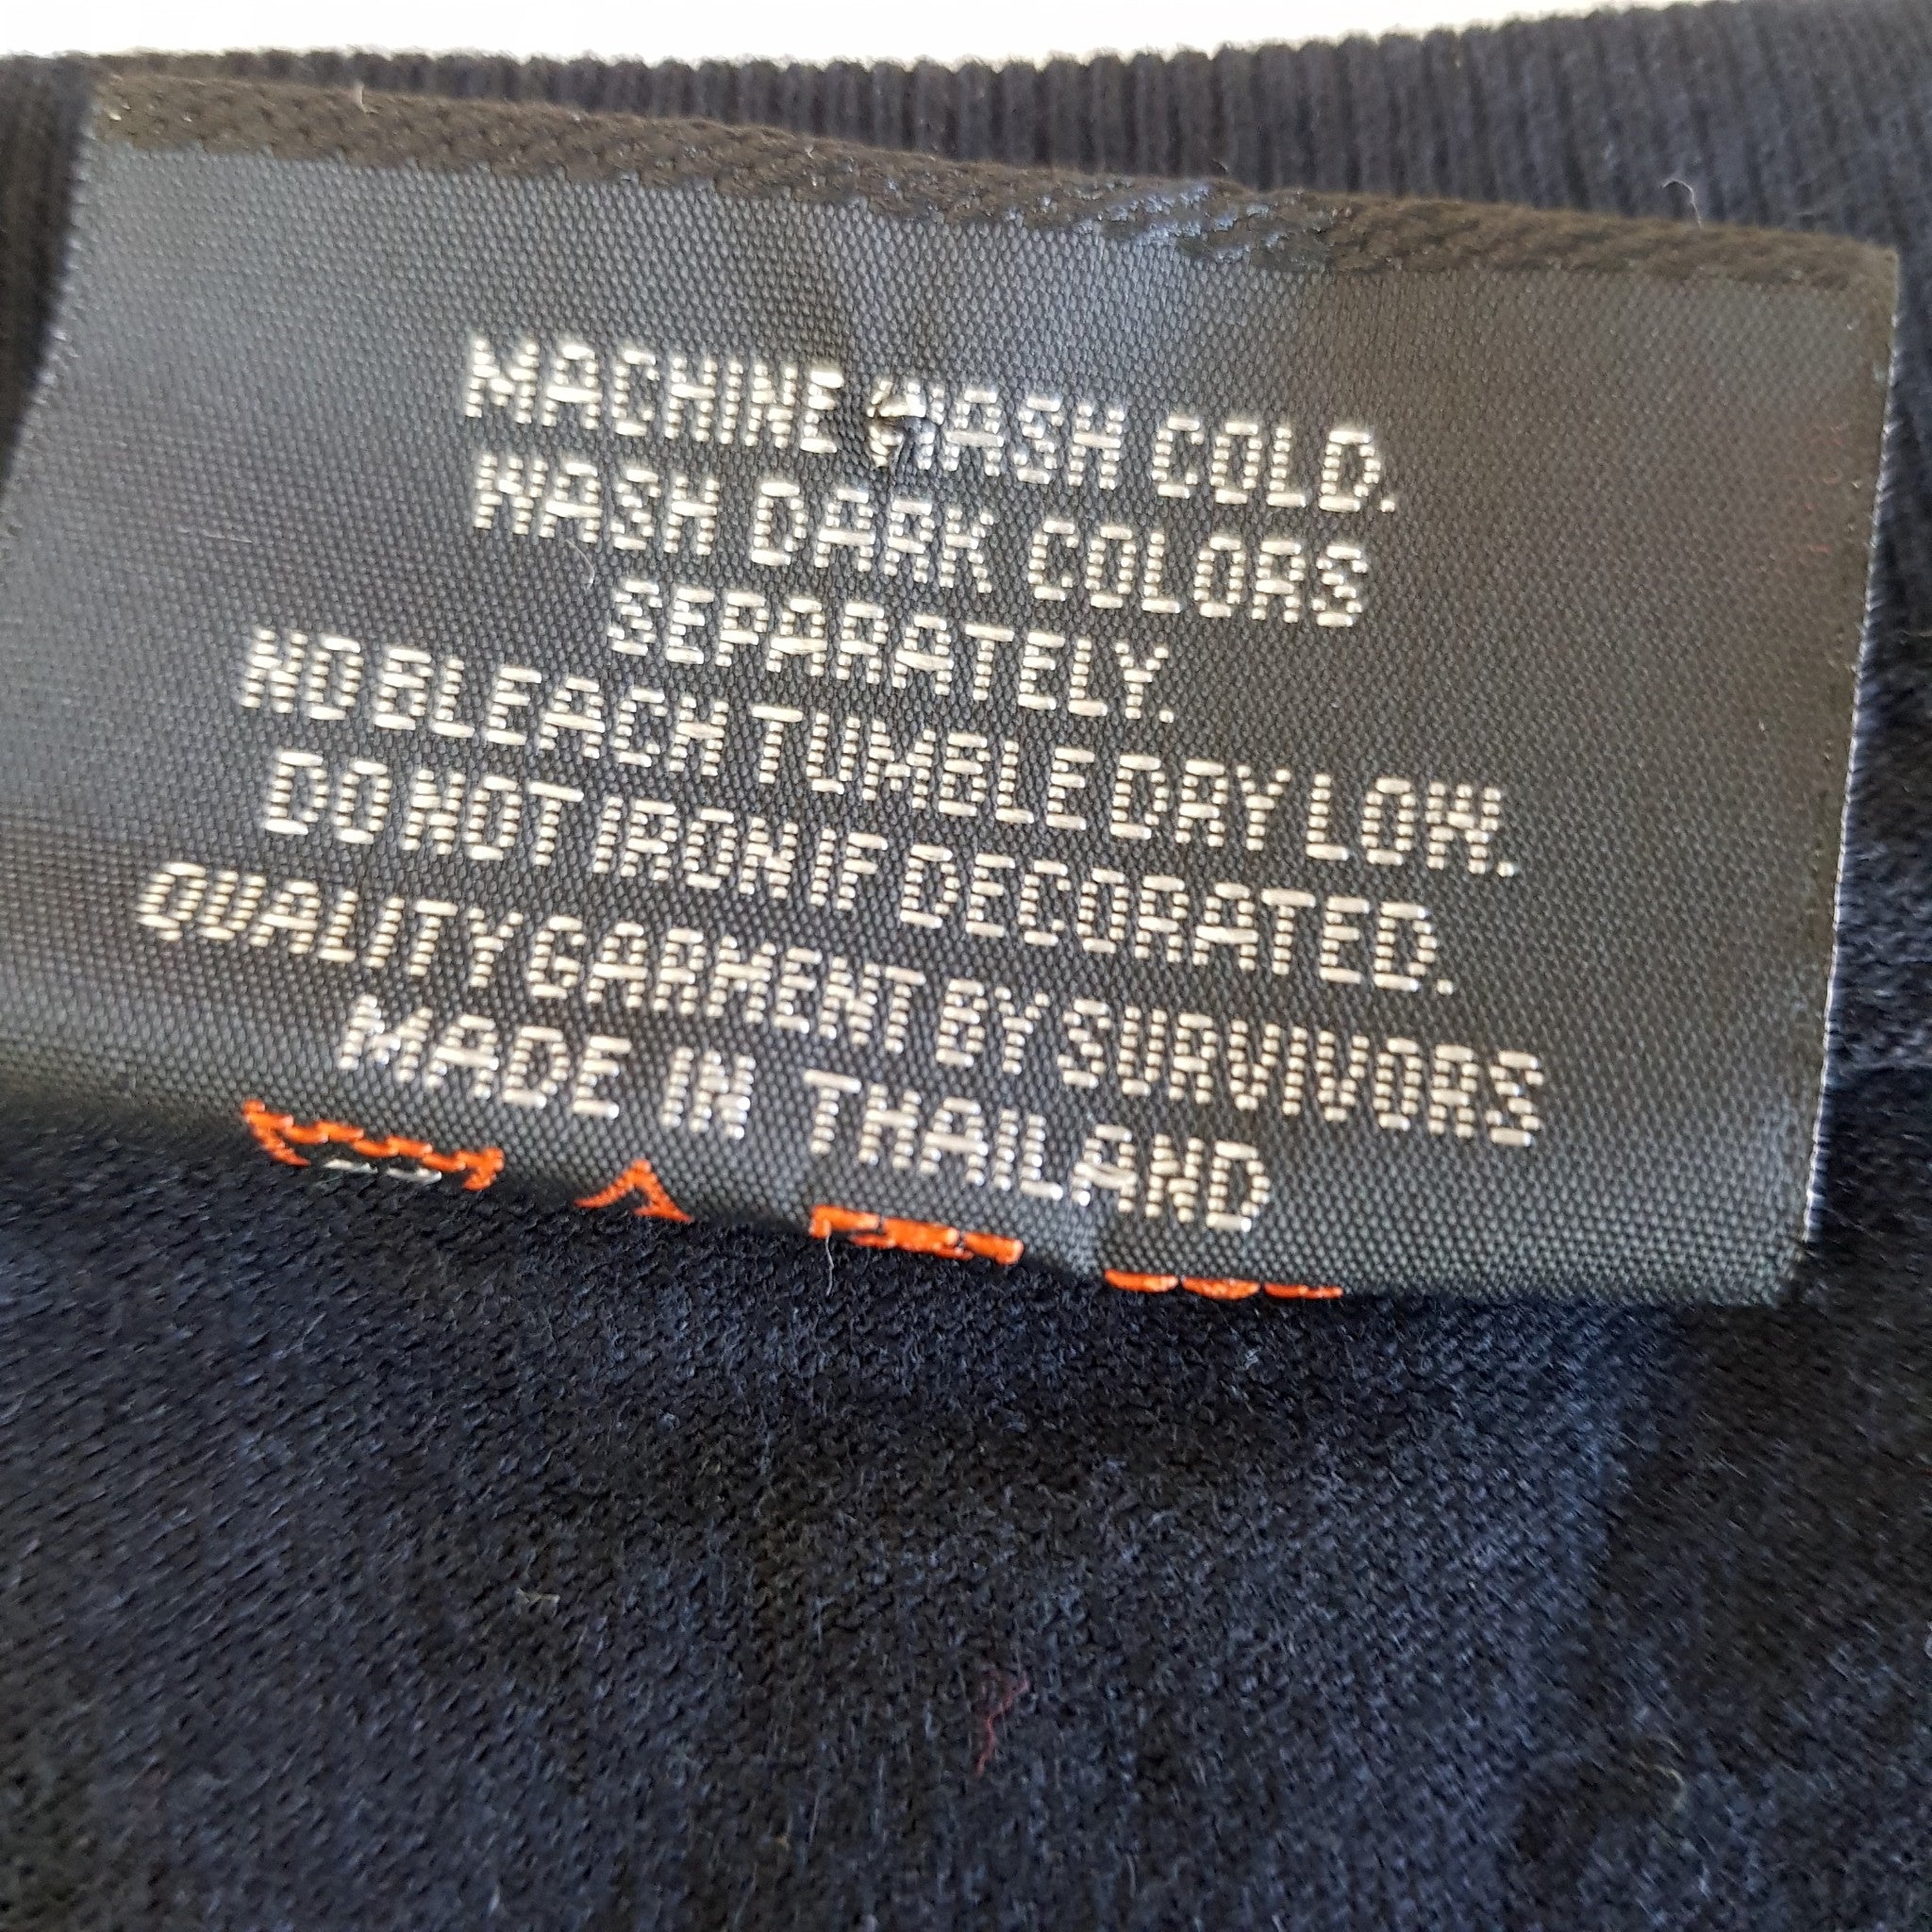 MACHINE WASH COLD.
WASH DARK COLORS
SEPARATELY.
NO BLEACH TUMBLE DRY LOW.
DO NOT IRON IF DECORATED.
QUALITY GARMENT BY SURVIVORS
MADE IN THAILAND